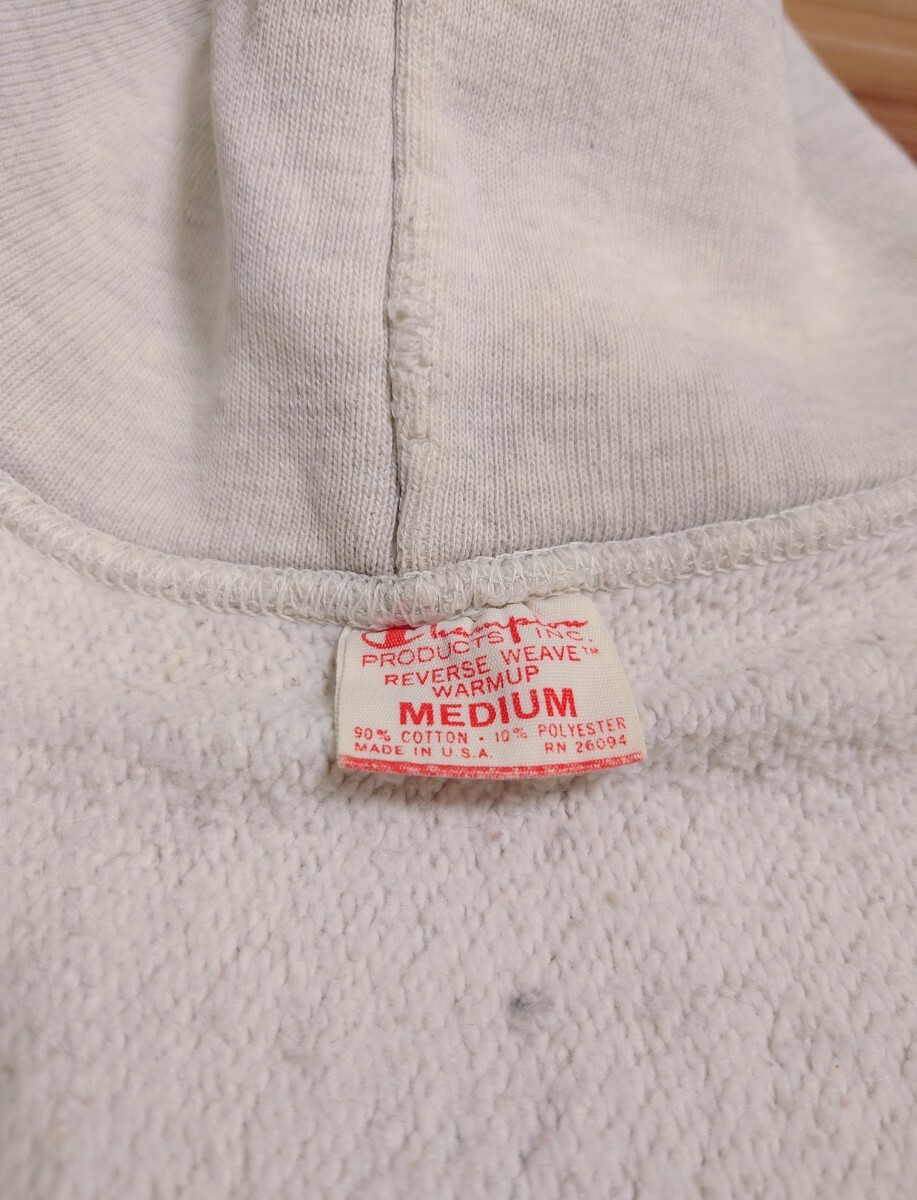 Champion
PRODUCTS INC.
REVERSE WEAVE™
WARMUP
MEDIUM
90% COTTON - 10% POLYESTER
MADE IN U.S.A. RN 26094